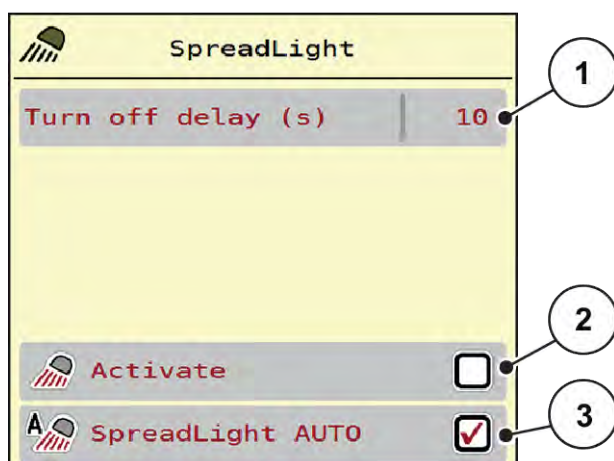 SpreadLight
1
Turn off delay (s) 10
2
Activate
3
A SpreadLight AUTO